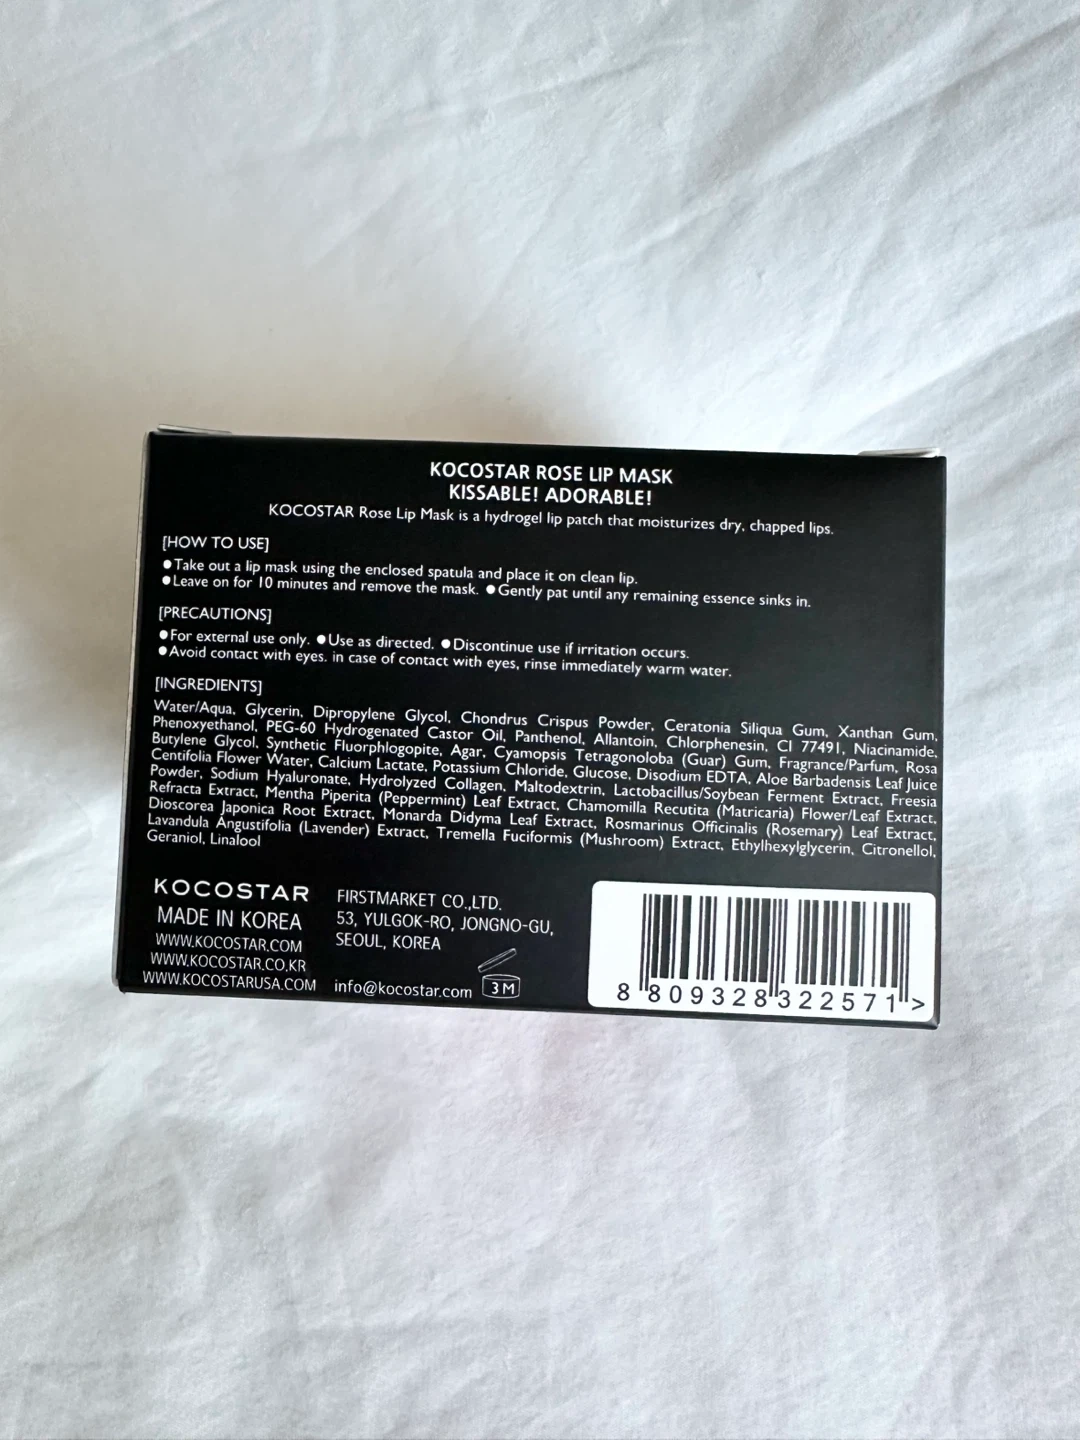 KOCOSTAR ROSE LIP MASK
KISSABLE! ADORABLE!
KOCOSTAR Rose Lip Mask is a hydrogel lip patch that moisturizes dry, chapped lips.
[HOW TO USE]
●Take out a lip mask using the enclosed spatula and place it on clean lip.
●Leave on for 10 minutes and remove the mask. ●Gently pat until any remaining essence sinks in.
[PRECAUTIONS]
●For external use only. ●Use as directed. ●Discontinue use if irritation occurs.
●Avoid contact with eyes. in case of contact with eyes, rinse immediately warm water.
[INGREDIENTS]
Water/Aqua, Glycerin, Dipropylene Glycol, Chondrus Crispus Powder, Ceratonia Siliqua Gum, Xanthan Gum,
Phenoxyethanol, PEG-60 Hydrogenated Castor Oil, Panthenol, Allantoin, Chlorphenesin, CI 77491, Niacinamide,
Butylene Glycol, Synthetic Fluorphlogopite, Agar, Cyamopsis Tetragonoloba (Guar) Gum, Fragrance/Parfum, Rosa
Centifolia Flower Water, Calcium Lactate, Potassium Chloride, Glucose, Disodium EDTA, Aloe Barbadensis Leaf Juice
Powder, Sodium Hyaluronate, Hydrolyzed Collagen, Maltodextrin, Lactobacillus/Soybean Ferment Extract, Freesia
Refracta Extract, Mentha Piperita (Peppermint) Leaf Extract, Chamomilla Recutita (Matricaria) Flower/Leaf Extract,
Dioscorea Japonica Root Extract, Monarda Didyma Leaf Extract, Rosmarinus Officinalis (Rosemary) Leaf Extract,
Lavandula Angustifolia (Lavender) Extract, Tremella Fuciformis (Mushroom) Extract, Ethylhexylglycerin, Citronellol,
Geraniol, Linalool
KOCOSTAR
MADE IN KOREA
WWW.KOCOSTAR.COM
WWW.KOCOSTAR.CO.KR
WWW.KOCOSTARUSA.COM
FIRSTMARKET CO.,LTD.
53, YULGOK-RO, JONGNO-GU,
SEOUL, KOREA
info@kocostar.com
3M
8 809328 322571 >